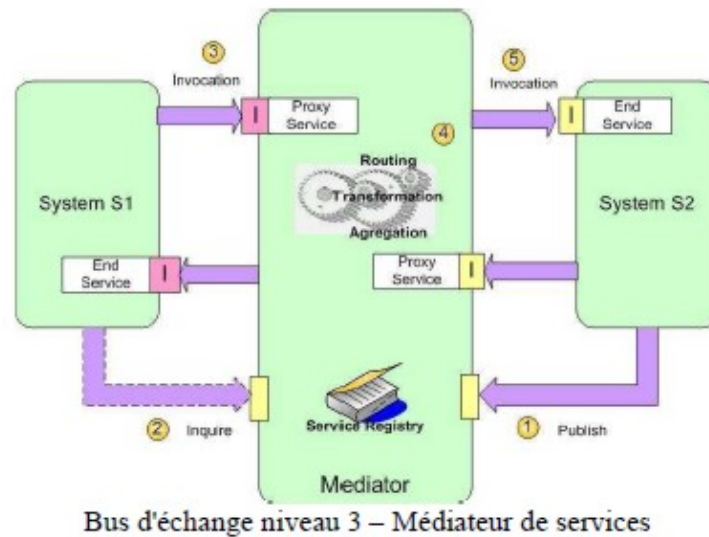 3
Invocation
5
Invocation
I
Proxy
Service
4
I
End
Service
Routing
Transformation
Agregation
System S1
System S2
End
Service
I
Proxy
Service
I
2
Inquire
Service Registry
1
Publish
Mediator
Bus d'échange niveau 3 – Médiateur de services